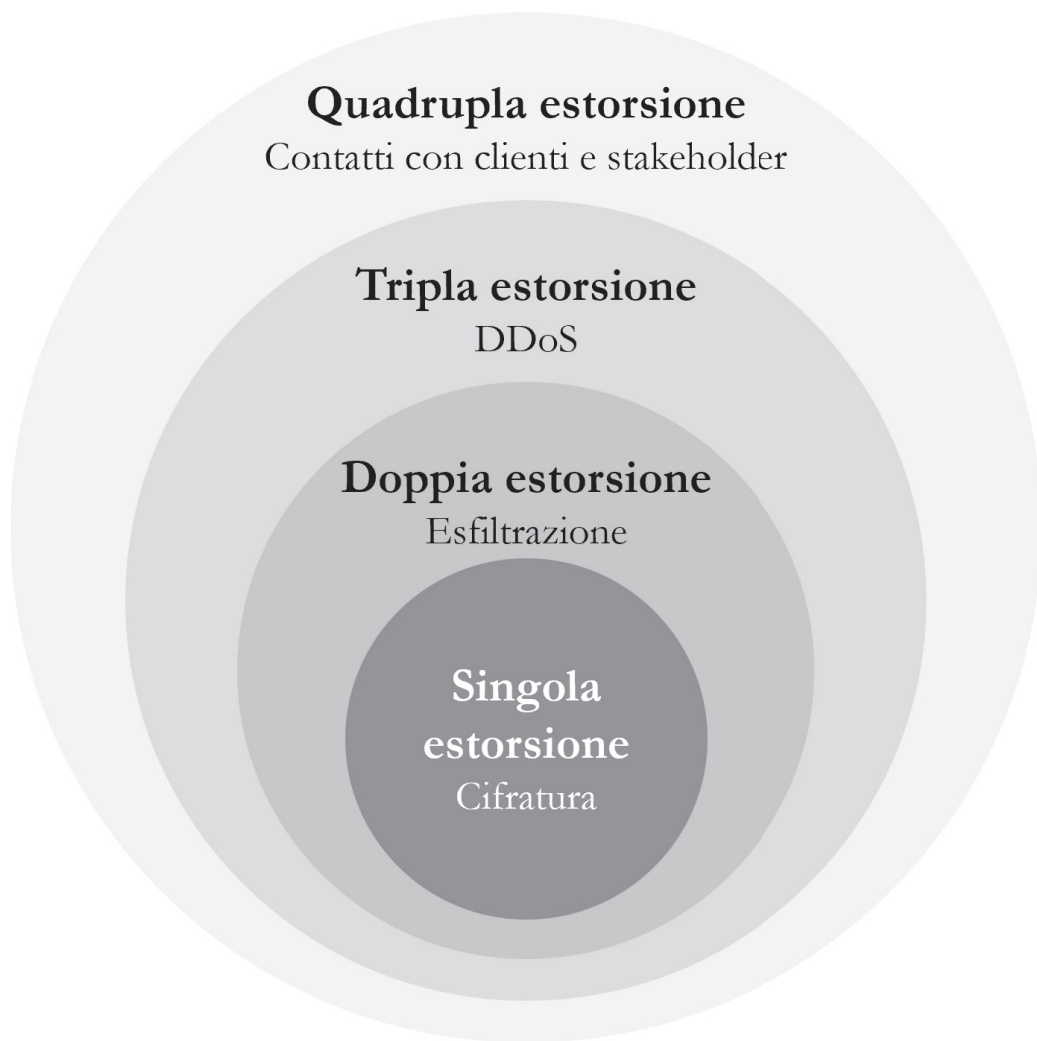 Quadrupla estorsione
Contatti con clienti e stakeholder
Tripla estorsione
DDoS
Doppia estorsione
Esfiltrazione
Singola
estorsione
Cifratura